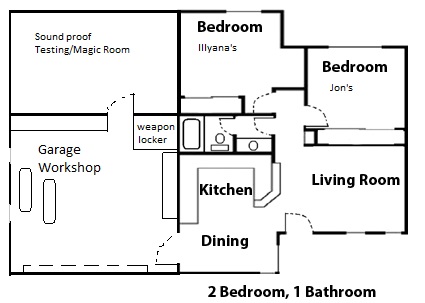 Sound proof
Testing/Magic Room
Bedroom
Illyana's
Bedroom
Jon's
weapon
locker
Garage
Workshop
Kitchen
Living Room
Dining
2 Bedroom, 1 Bathroom